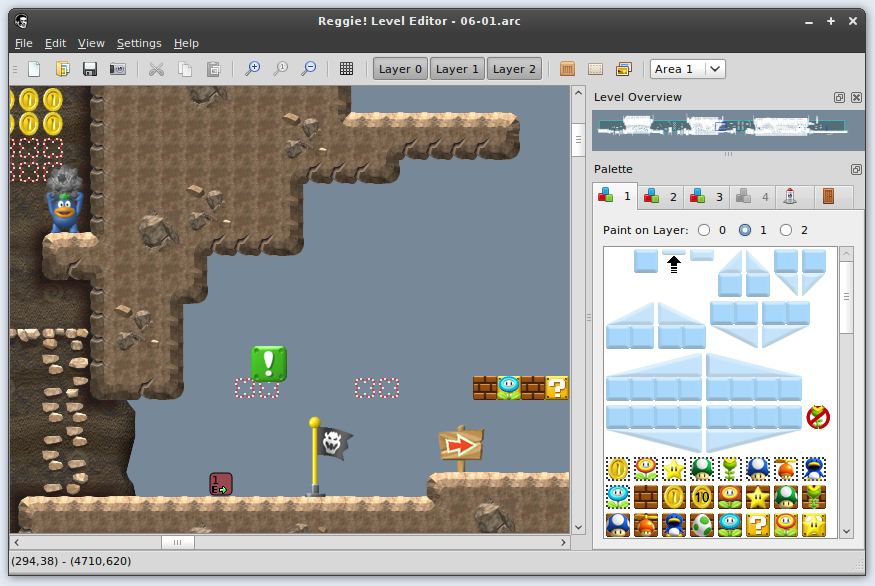 Reggie! Level Editor - 06-01.arc
File Edit View Settings Help
Layer 0 Layer 1 Layer 2 Area 1
Level Overview
Palette
1 2 3 4
Paint on Layer: 0 1 2
!
?
1
E
10
?
(294,38) - (4710,620)